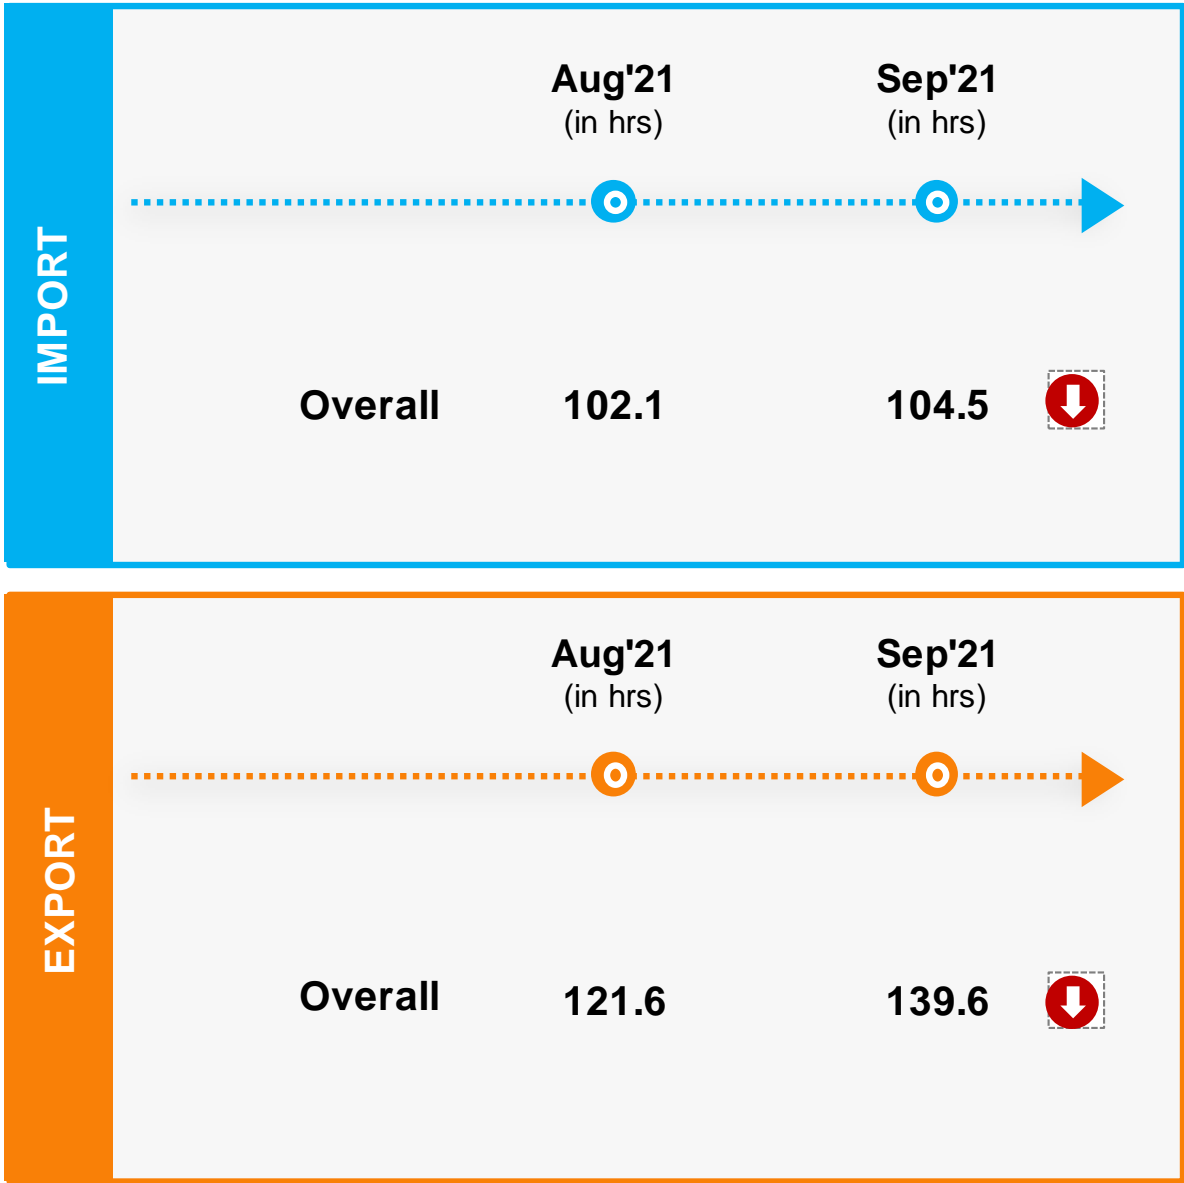 IMPORT
Aug'21
(in hrs)
Sep'21
(in hrs)
Overall
102.1
104.5
EXPORT
Aug'21
(in hrs)
Sep'21
(in hrs)
Overall
121.6
139.6